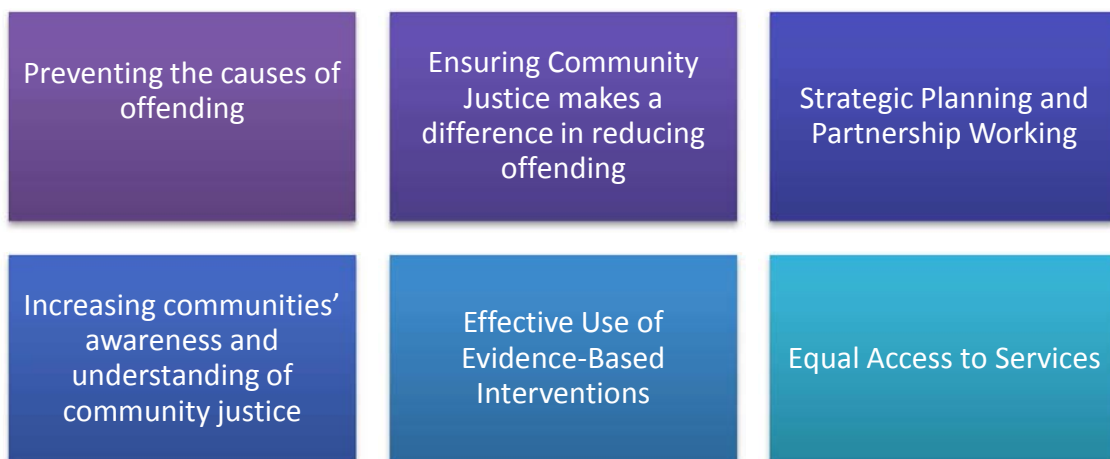 Preventing the causes of
offending
Ensuring Community
Justice makes a
difference in reducing
offending
Strategic Planning and
Partnership Working
Increasing communities’
awareness and
understanding of
community justice
Effective Use of
Evidence-Based
Interventions
Equal Access to Services